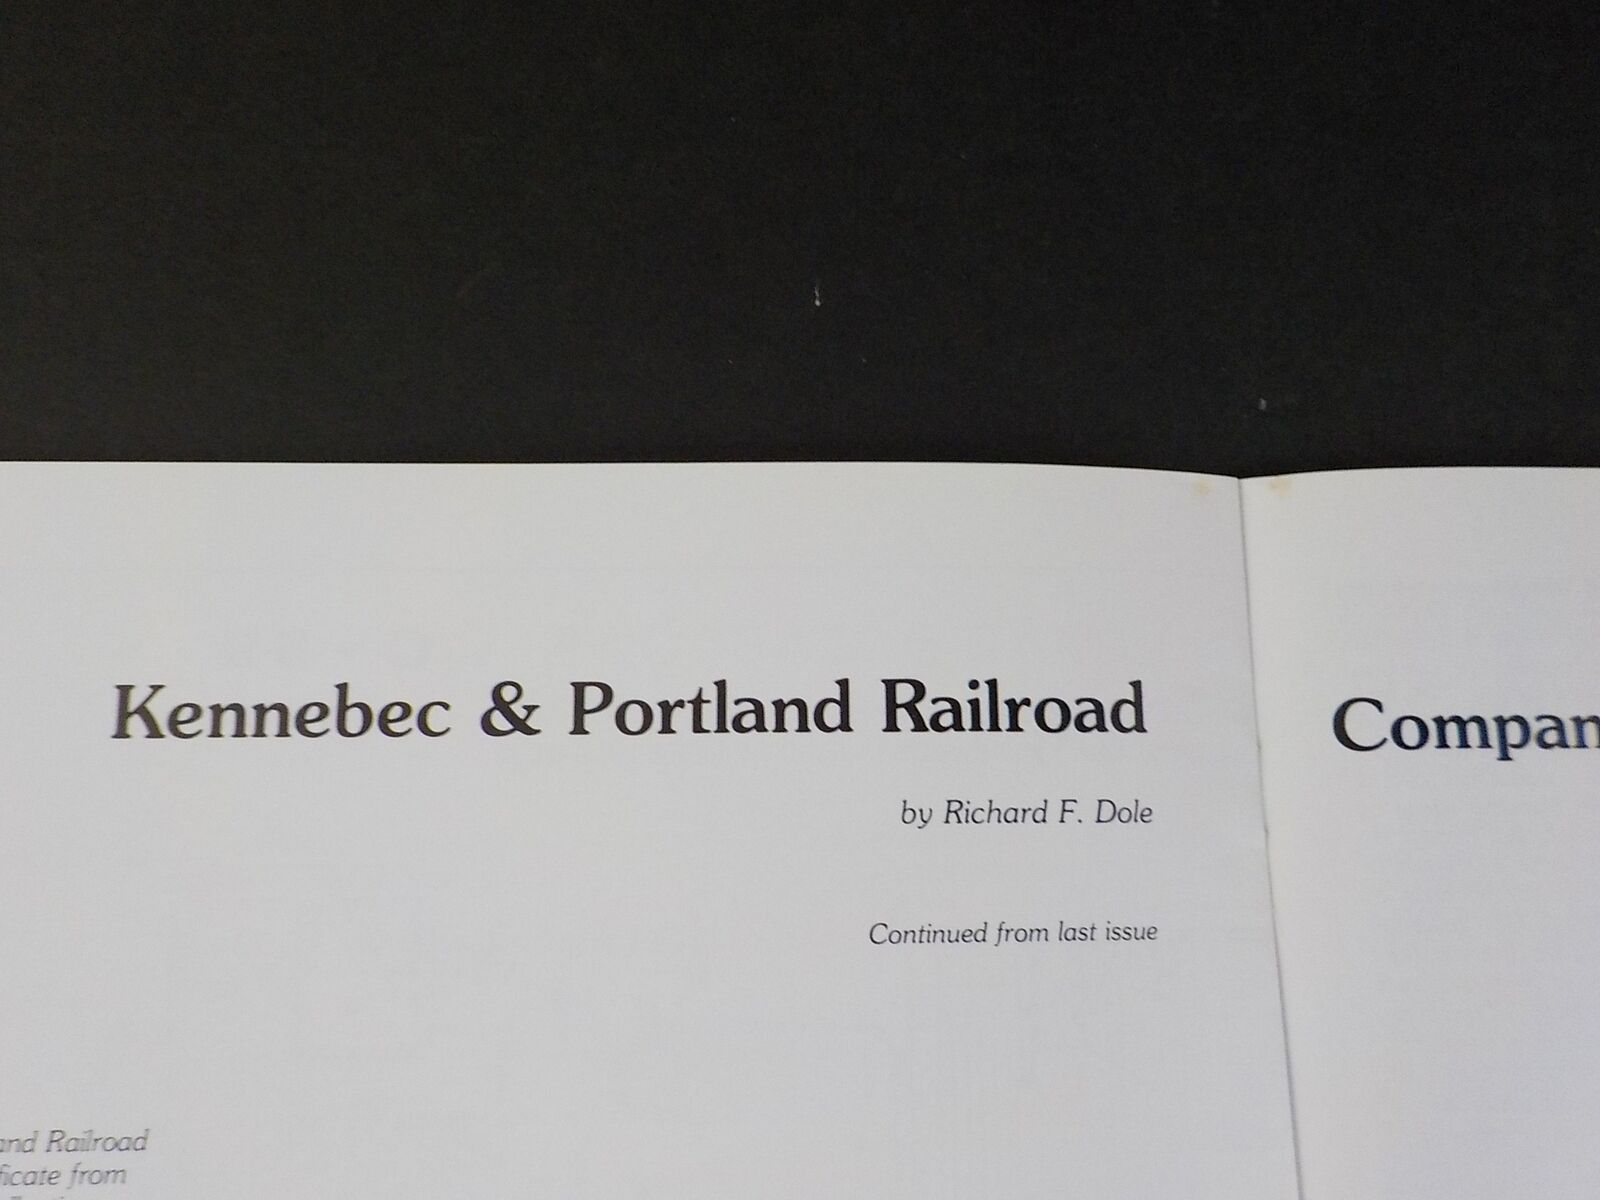 Kennebec & Portland Railroad Compan
by Richard F. Dole
Continued from last issue
and Railroad
ficate from